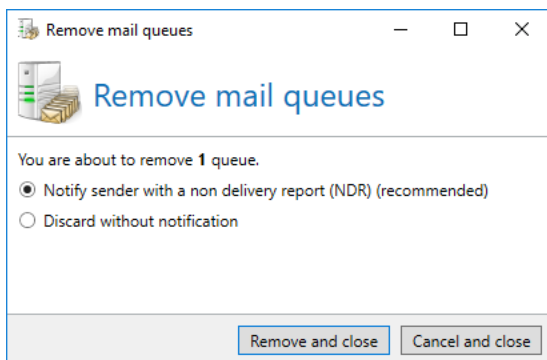 Remove mail queues
Remove mail queues
You are about to remove 1 queue.
Notify sender with a non delivery report (NDR) (recommended)
Discard without notification
Remove and close
Cancel and close